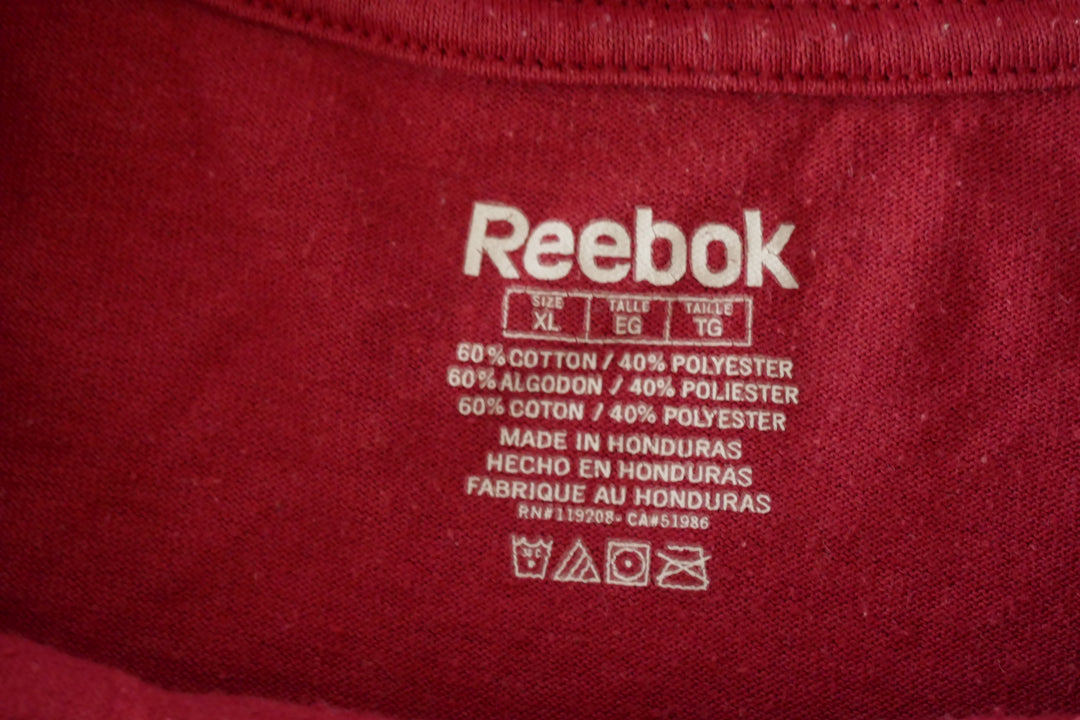 Reebok
SIZE TALLE TAILLE
XL EG TG
60% COTTON / 40% POLYESTER
60% ALGODON / 40% POLIESTER
60% COTON / 40% POLYESTER
MADE IN HONDURAS
HECHO EN HONDURAS
FABRIQUE AU HONDURAS
RN#119208- CA#51986